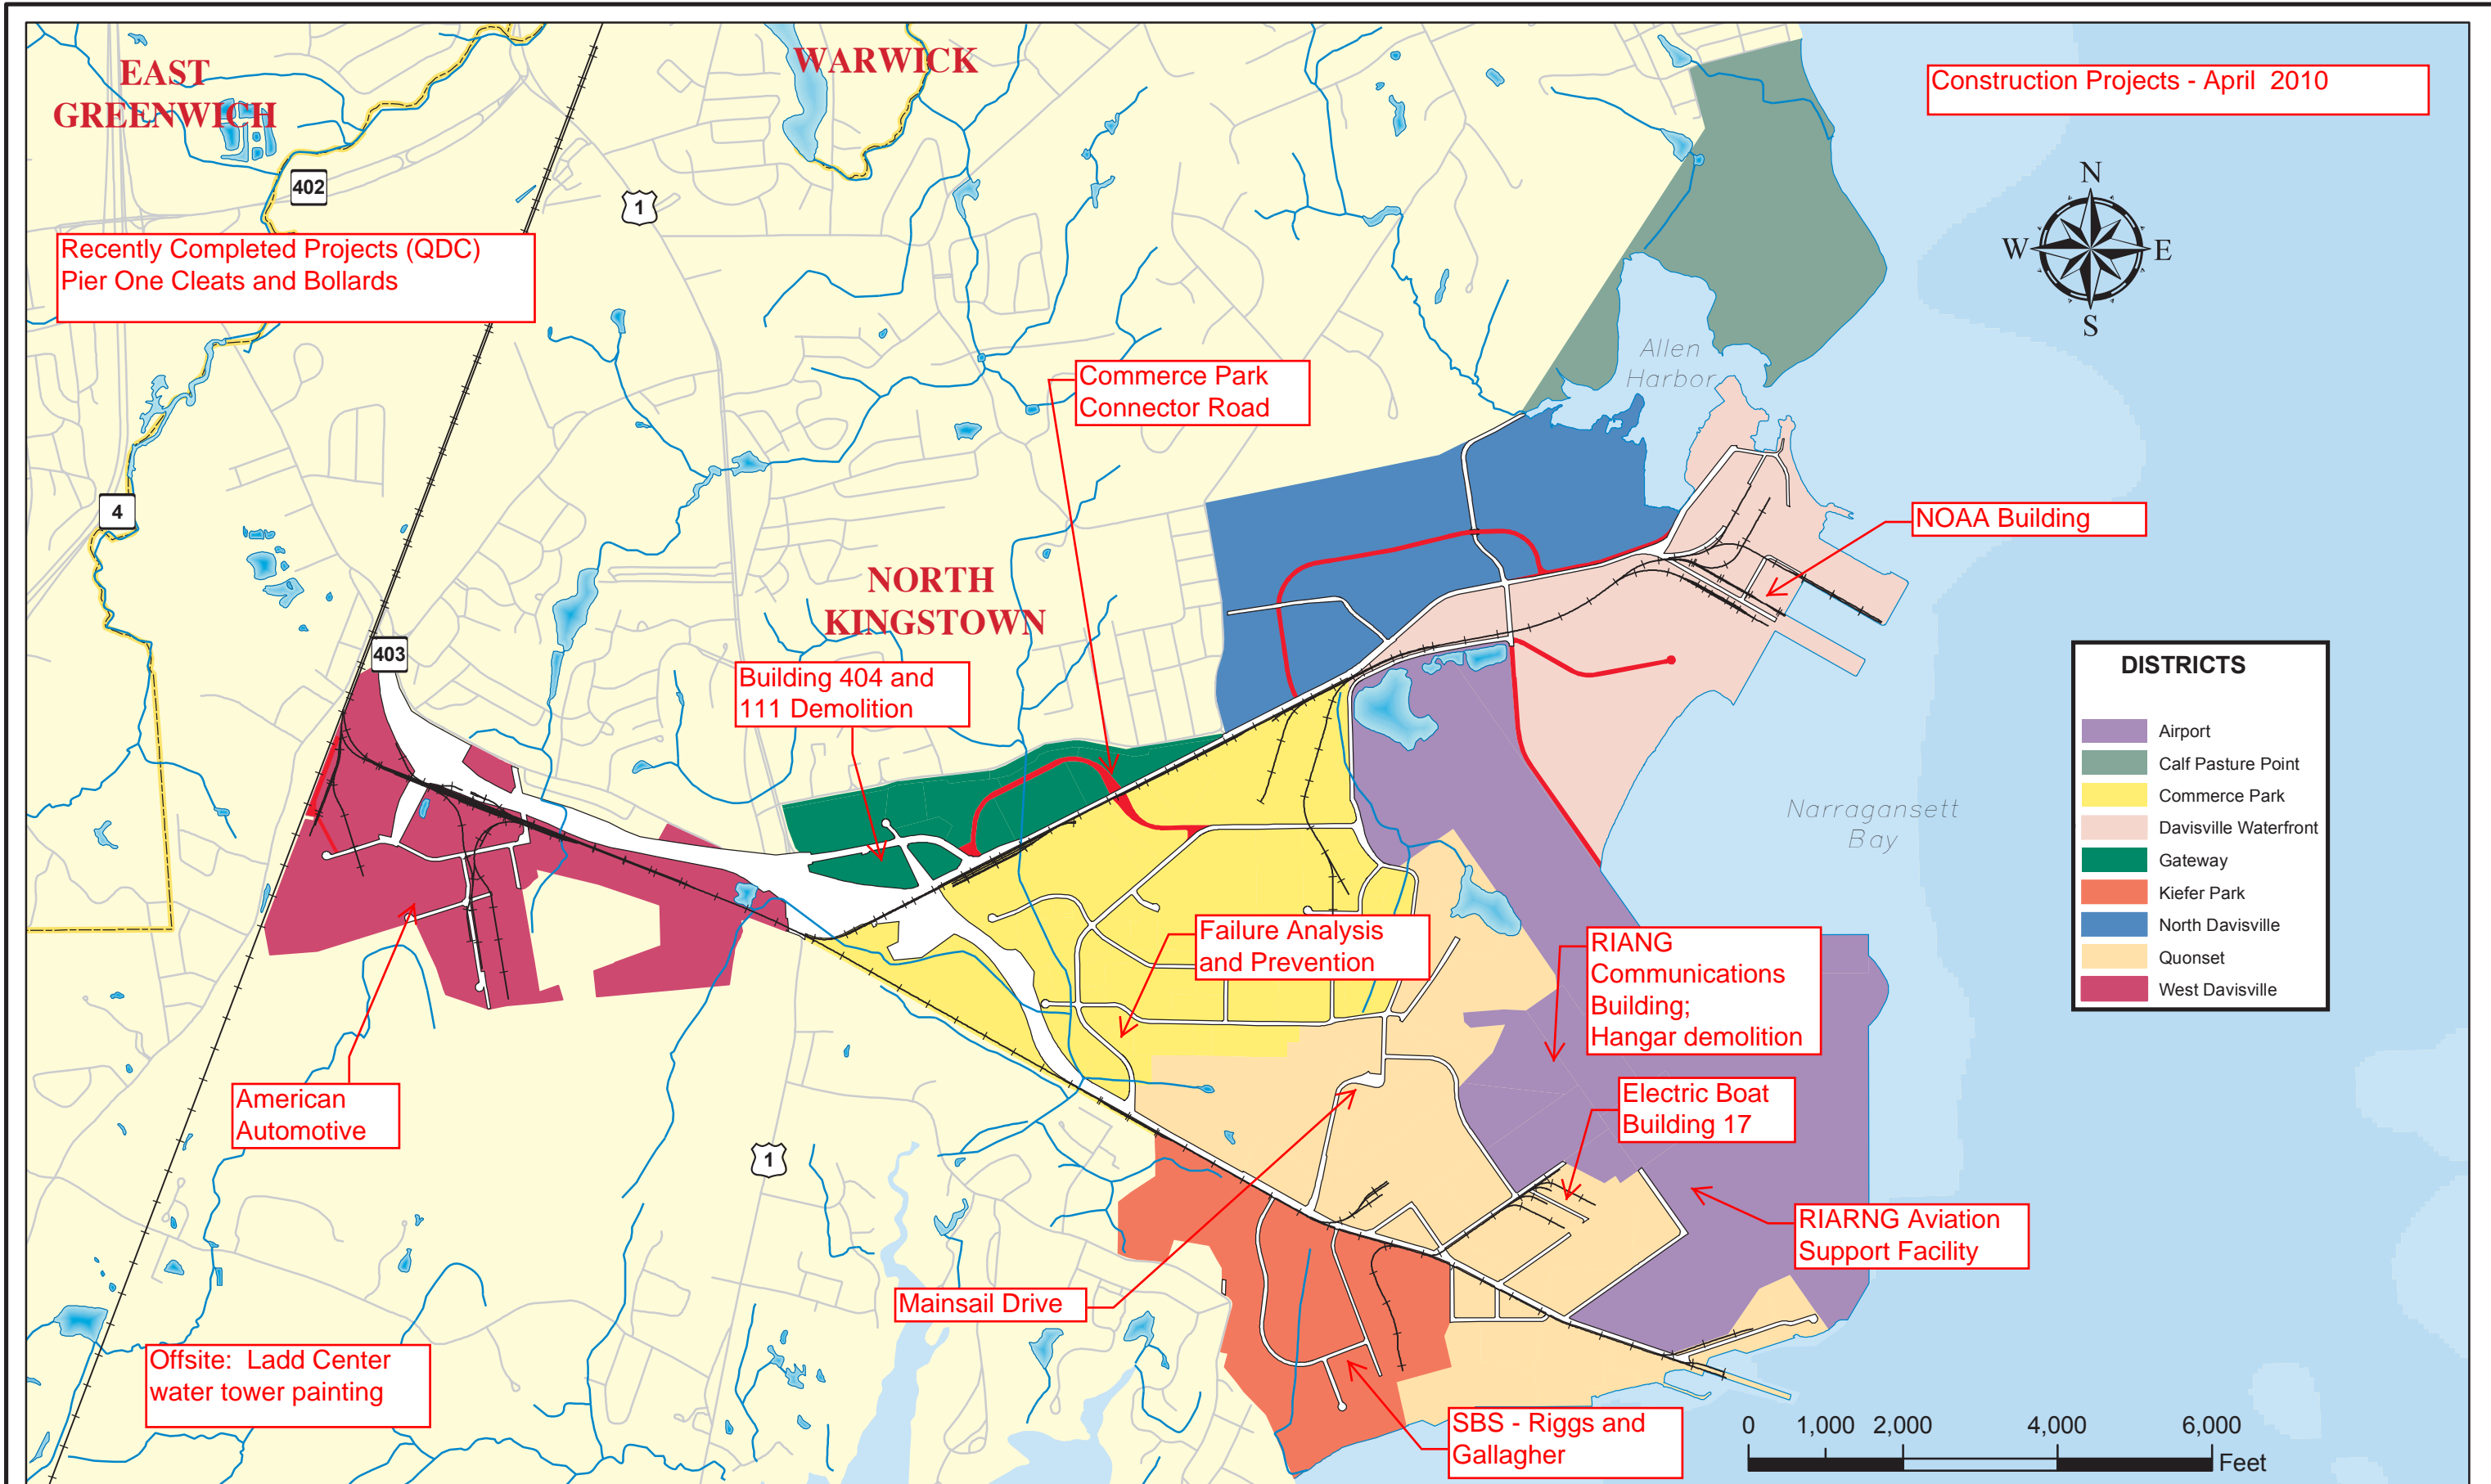 EAST
GREENWICH
WARWICK
Construction Projects - April 2010
N
W
E
S
402
1
Recently Completed Projects (QDC)
Pier One Cleats and Bollards
Allen
Harbor
Commerce Park
Connector Road
4
NOAA Building
NORTH
KINGSTOWN
403
Building 404 and
111 Demolition
DISTRICTS
Airport
Calf Pasture Point
Commerce Park
Davisville Waterfront
Gateway
Kiefer Park
North Davisville
Quonset
West Davisville
Narragansett
Bay
Failure Analysis
and Prevention
RIANG
Communications
Building;
Hangar demolition
American
Automotive
Electric Boat
Building 17
1
RIARNG Aviation
Support Facility
Mainsail Drive
Offsite: Ladd Center
water tower painting
SBS - Riggs and
Gallagher
0 1,000 2,000 4,000 6,000
Feet